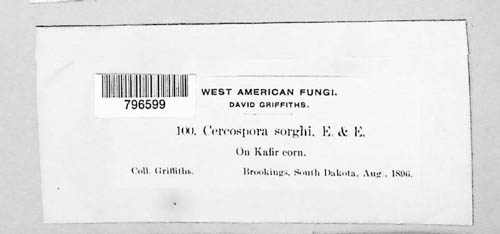 WEST AMERICAN FUNGI.
796599
DAVID GRIFFITHS.
100. Cercospora sorghi, E. & E.
On Kafir corn.
Coll. Griffiths. Brookings, South Dakota, Aug., 1896.